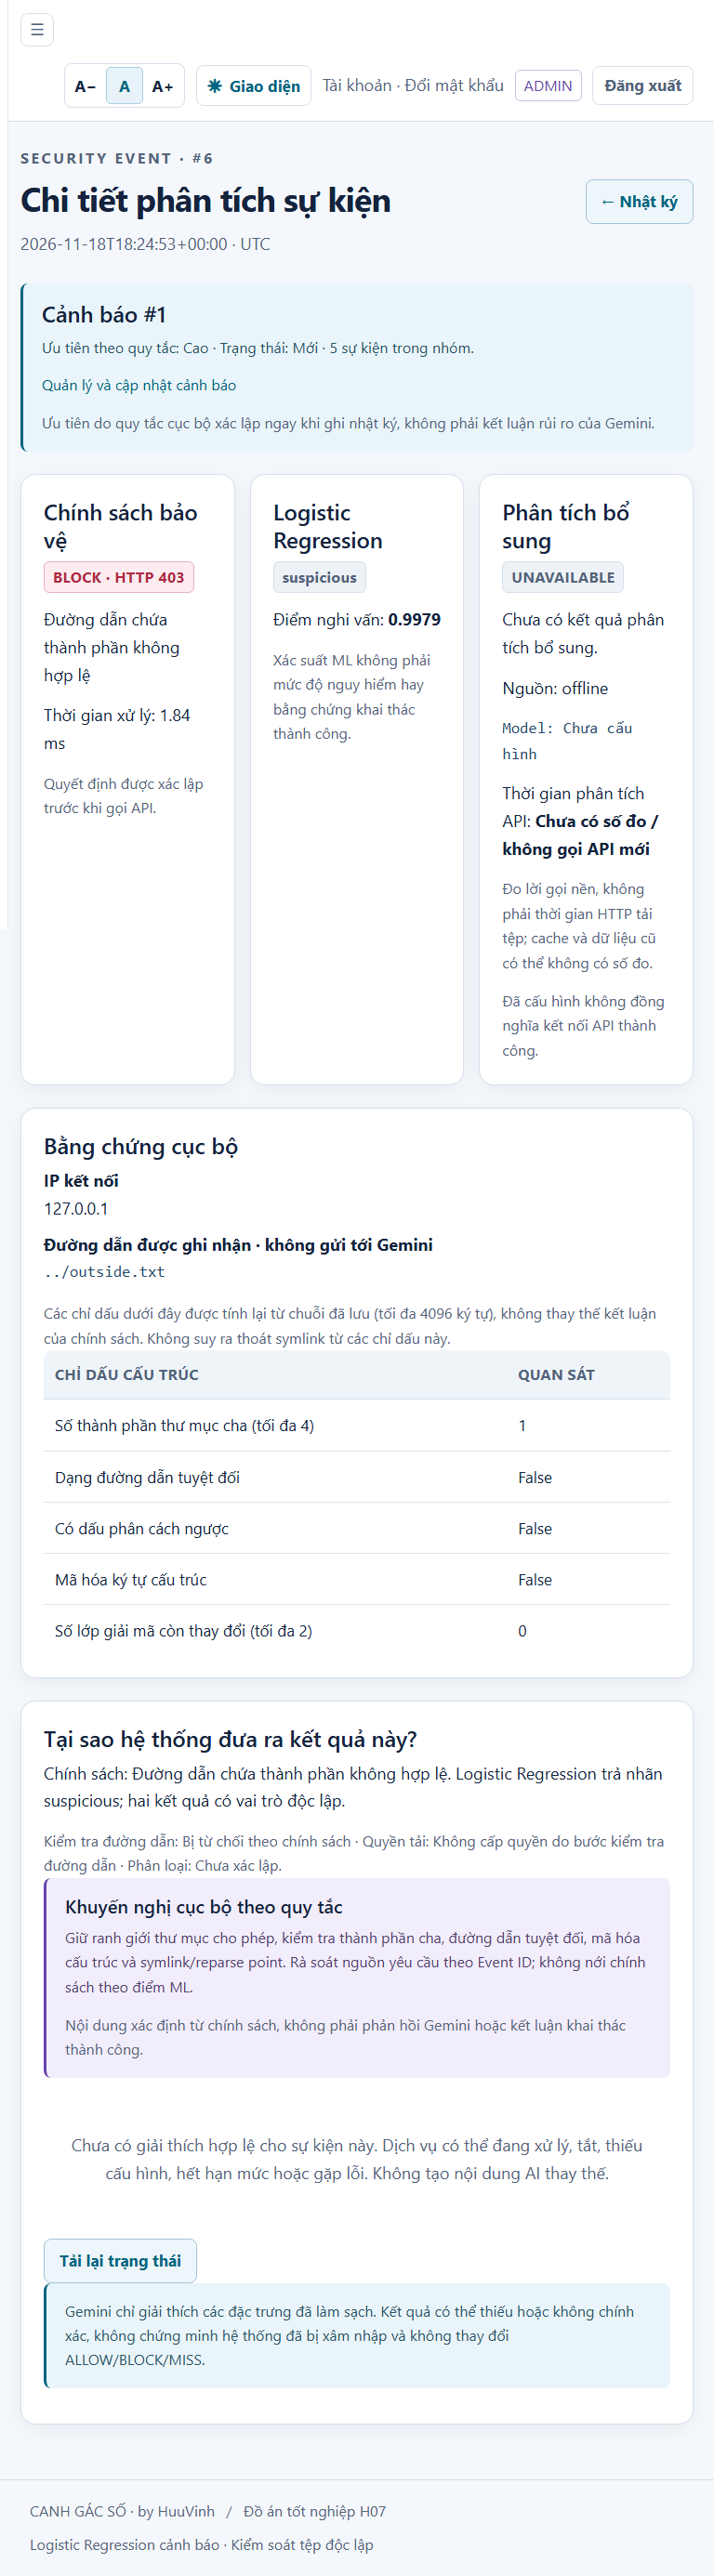 ☰
A− A A+ ☀ Giao diện Tài khoản · Đổi mật khẩu ADMIN Đăng xuất
SECURITY EVENT · #6
Chi tiết phân tích sự kiện
← Nhật ký
2026-11-18T18:24:53+00:00 · UTC
Cảnh báo #1
Ưu tiên theo quy tắc: Cao · Trạng thái: Mới · 5 sự kiện trong nhóm.
Quản lý và cập nhật cảnh báo
Ưu tiên do quy tắc cục bộ xác lập ngay khi ghi nhật ký, không phải kết luận rủi ro của Gemini.
Chính sách bảo
vệ
BLOCK · HTTP 403
Đường dẫn chứa
thành phần không
hợp lệ
Thời gian xử lý: 1.84
ms
Quyết định được xác lập
trước khi gọi API.
Logistic
Regression
suspicious
Điểm nghi vấn: 0.9979
Xác suất ML không phải
mức độ nguy hiểm hay
bằng chứng khai thác
thành công.
Phân tích bổ
sung
UNAVAILABLE
Chưa có kết quả phân
tích bổ sung.
Nguồn: offline
Model: Chưa cấu
hình
Thời gian phân tích
API: Chưa có số đo /
không gọi API mới
Đo lời gọi nền, không
phải thời gian HTTP tải
tệp; cache và dữ liệu cũ
có thể không có số đo.
Đã cấu hình không đồng
nghĩa kết nối API thành
công.
Bằng chứng cục bộ
IP kết nối
127.0.0.1
Đường dẫn được ghi nhận · không gửi tới Gemini
../outside.txt
Các chỉ dấu dưới đây được tính lại từ chuỗi đã lưu (tối đa 4096 ký tự), không thay thế kết luận
của chính sách. Không suy ra thoát symlink từ các chỉ dấu này.
CHỈ DẤU CẤU TRÚC QUAN SÁT
Số thành phần thư mục cha (tối đa 4) 1
Dạng đường dẫn tuyệt đối False
Có dấu phân cách ngược False
Mã hóa ký tự cấu trúc False
Số lớp giải mã còn thay đổi (tối đa 2) 0
Tại sao hệ thống đưa ra kết quả này?
Chính sách: Đường dẫn chứa thành phần không hợp lệ. Logistic Regression trả nhãn
suspicious; hai kết quả có vai trò độc lập.
Kiểm tra đường dẫn: Bị từ chối theo chính sách · Quyền tải: Không cấp quyền do bước kiểm tra
đường dẫn · Phân loại: Chưa xác lập.
Khuyến nghị cục bộ theo quy tắc
Giữ ranh giới thư mục cho phép, kiểm tra thành phần cha, đường dẫn tuyệt đối, mã hóa
cấu trúc và symlink/reparse point. Rà soát nguồn yêu cầu theo Event ID; không nới chính
sách theo điểm ML.
Nội dung xác định từ chính sách, không phải phản hồi Gemini hoặc kết luận khai thác
thành công.
Chưa có giải thích hợp lệ cho sự kiện này. Dịch vụ có thể đang xử lý, tắt, thiếu
cấu hình, hết hạn mức hoặc gặp lỗi. Không tạo nội dung AI thay thế.
Tải lại trạng thái
Gemini chỉ giải thích các đặc trưng đã làm sạch. Kết quả có thể thiếu hoặc không chính
xác, không chứng minh hệ thống đã bị xâm nhập và không thay đổi
ALLOW/BLOCK/MISS.
CANH GÁC SỐ · by HuuVinh / Đồ án tốt nghiệp H07
Logistic Regression cảnh báo · Kiểm soát tệp độc lập